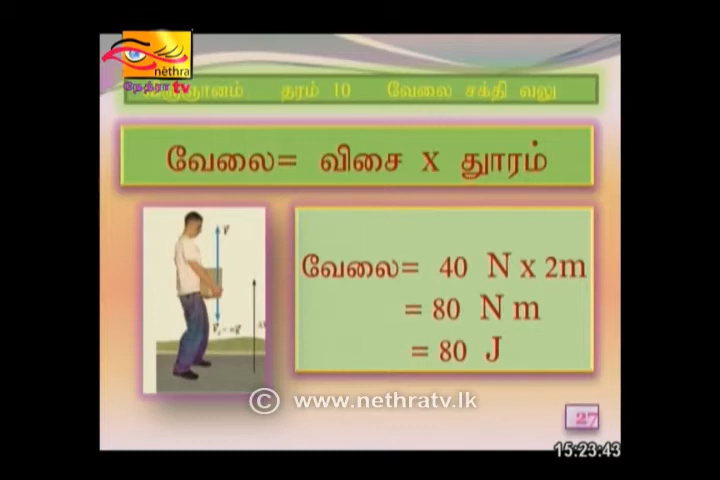 nethra
நேத்ரா tv
தரம் 10 வேலை சக்தி வலு
வேலை= விசை x தூரம்
வேலை= 40 N x 2m
= 80 N m
= 80 J
© www.nethratv.lk
27
15:23:43